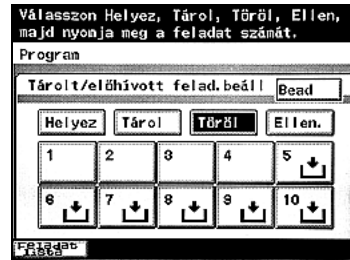 Válasszon Helyez, Tárol, Töröl, Ellen,
majd nyomja meg a feladat számát.
Program
Tárolt/előhívott felad.beáll Bead
Helyez Tárol Töröl Ellen.
1 2 3 4 5
6 7 8 9 10
Feladat
lista